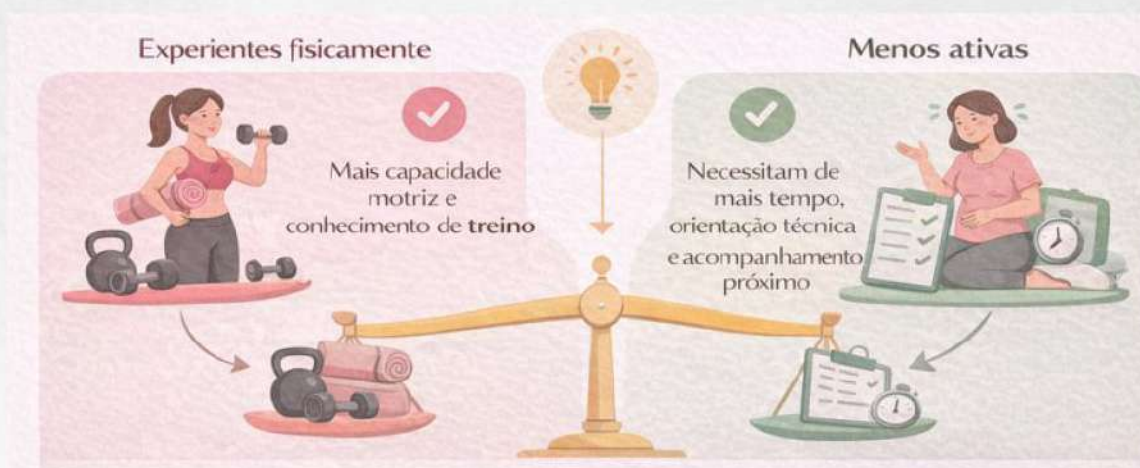 Experientes fisicamente
Mais capacidade
motriz e
conhecimento de treino
Menos ativas
Necessitam de
mais tempo,
orientação técnica
e acompanhamento
próximo